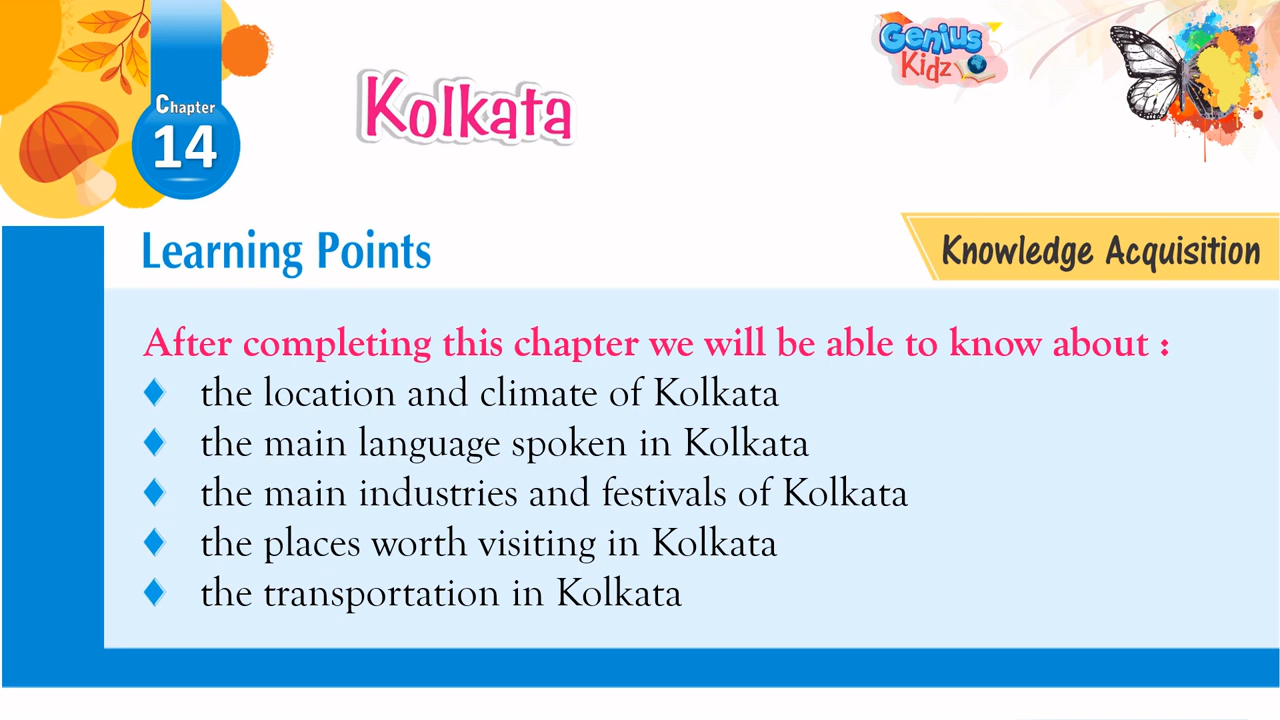 Chapter
14
Kolkata
Genius
Kidz
Learning Points
Knowledge Acquisition
After completing this chapter we will be able to know about :
♦ the location and climate of Kolkata
♦ the main language spoken in Kolkata
♦ the main industries and festivals of Kolkata
♦ the places worth visiting in Kolkata
♦ the transportation in Kolkata